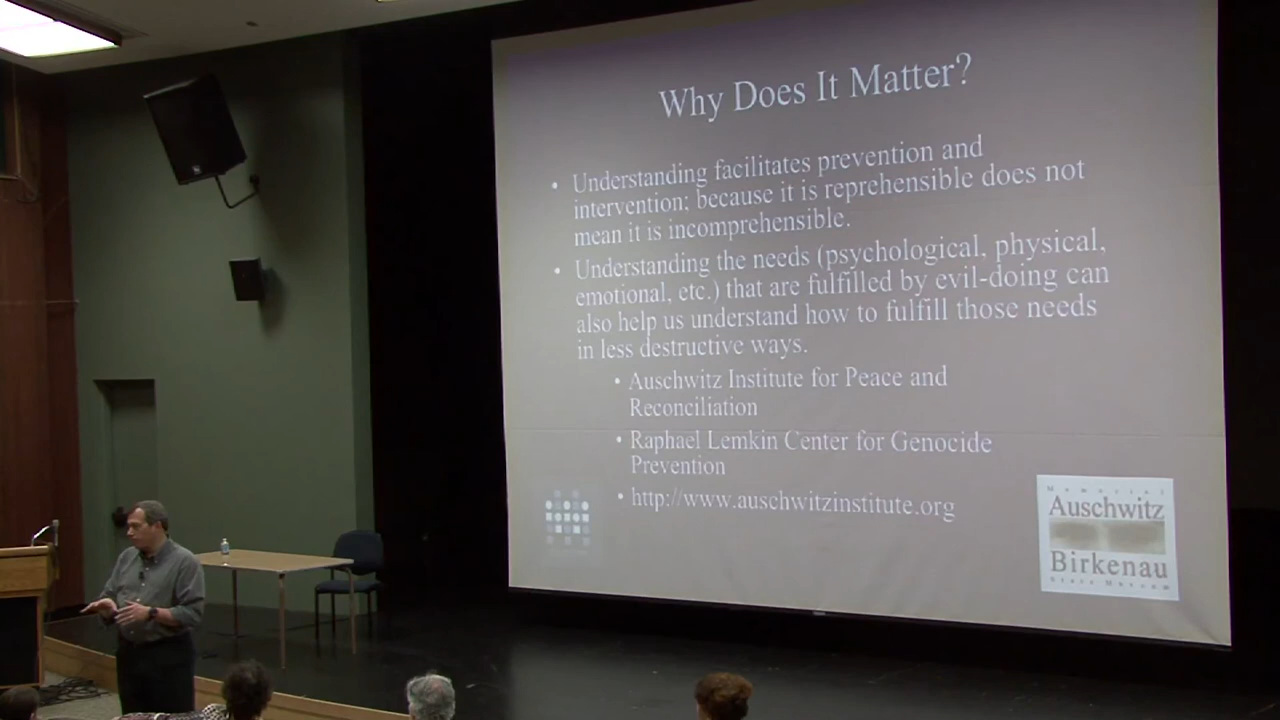 Why Does It Matter?
• Understanding facilitates prevention and
intervention; because it is reprehensible does not
mean it is incomprehensible.
• Understanding the needs (psychological, physical,
emotional, etc.) that are fulfilled by evil-doing can
also help us understand how to fulfill those needs
in less destructive ways.
• Auschwitz Institute for Peace and
Reconciliation
• Raphael Lemkin Center for Genocide
Prevention
• http://www.auschwitzinstitute.org
Memorial
Auschwitz
Birkenau
State Museum